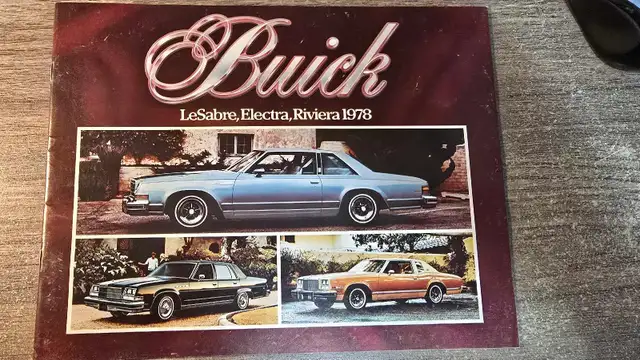 Buick
LeSabre, Electra, Riviera 1978